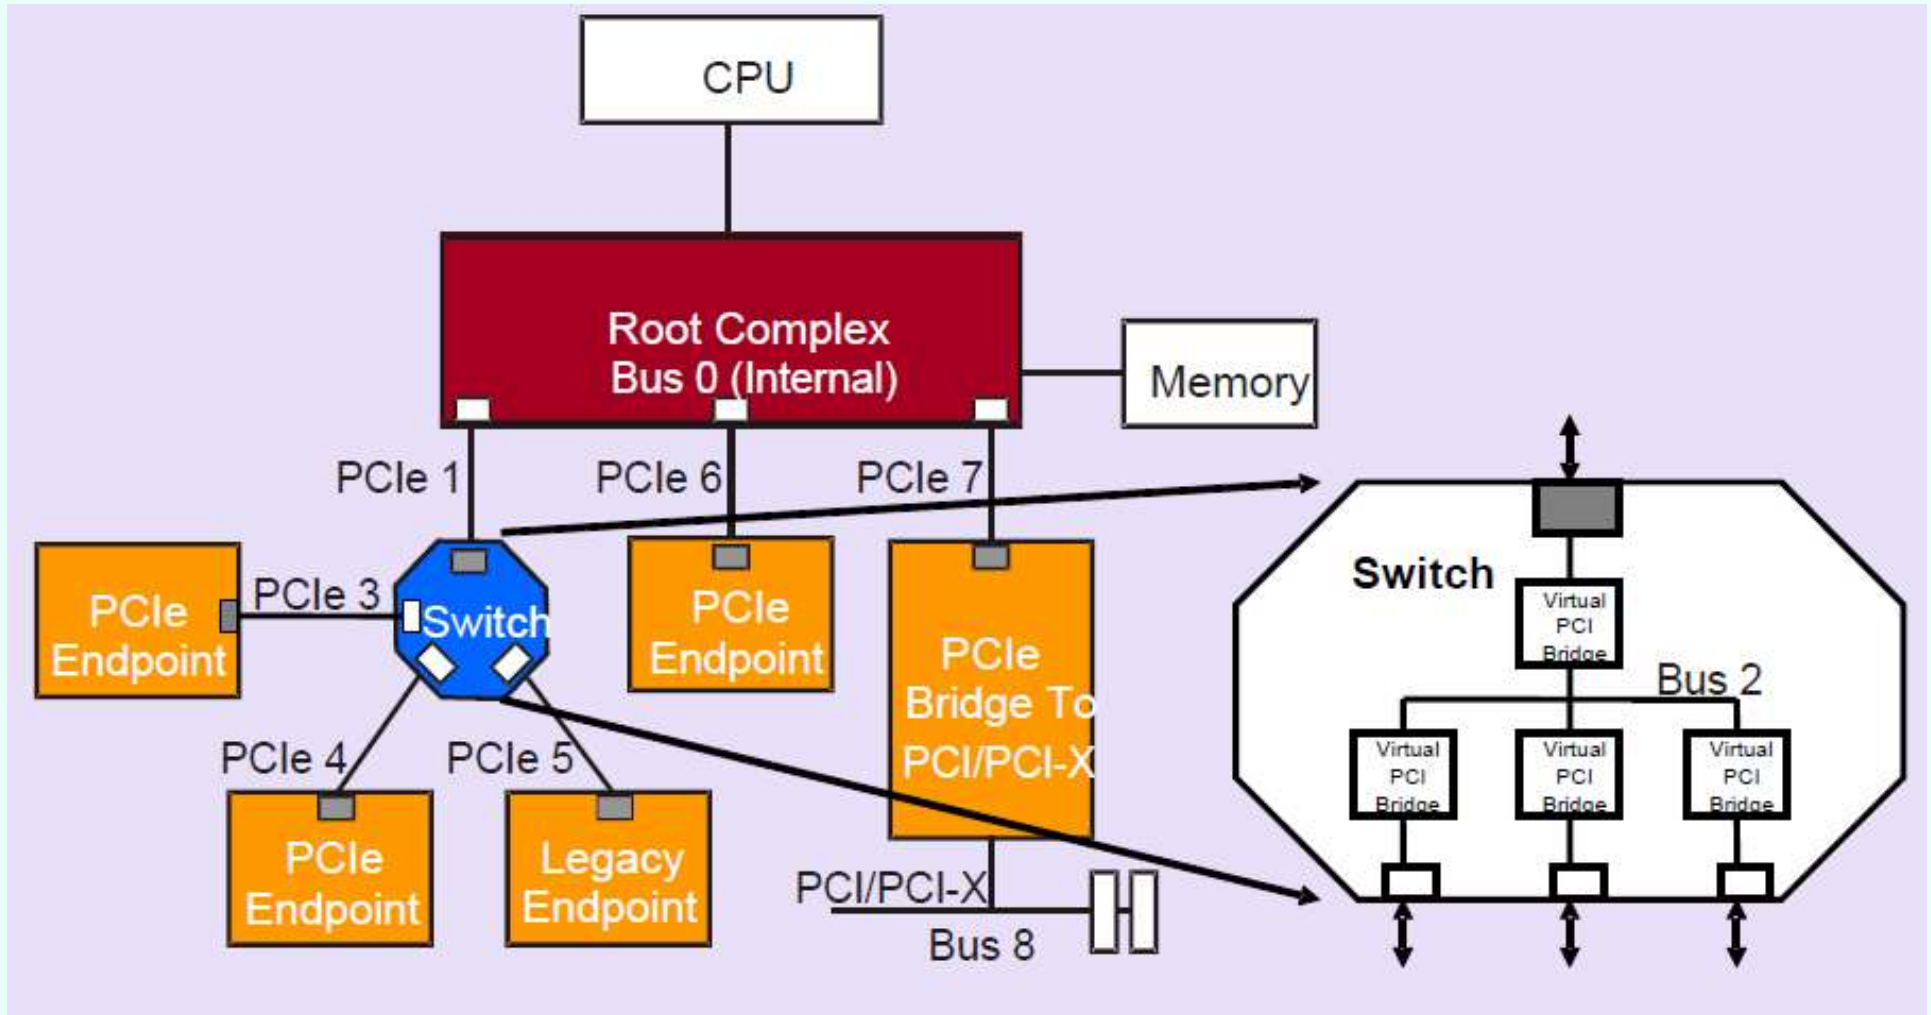 CPU
Root Complex
Bus 0 (Internal)
Memory
PCIe 1
PCIe 6
PCIe 7
Switch
Virtual
PCI
Bridge
Bus 2
Virtual
PCI
Bridge
Virtual
PCI
Bridge
Virtual
PCI
Bridge
PCIe
Endpoint
PCIe 3
Switch
PCIe
Endpoint
PCIe
Bridge To
PCI/PCI-X
PCIe 4
PCIe 5
PCIe
Endpoint
Legacy
Endpoint
PCI/PCI-X
Bus 8